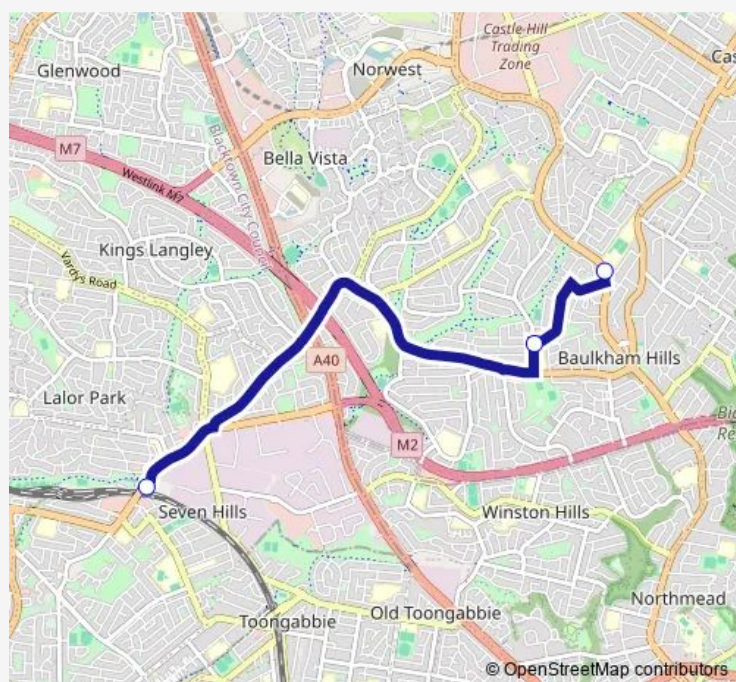 Castle Hill
Trading
Zone
Cas
Glenwood
Norwest
M7
Blacktown City Council
Bella Vista
Westlink M7
Kings Langley
Vardys Road
A40
Baulkham Hills
Lalor Park
Re
M2
Seven Hills
Winston Hills
Northmead
Old Toongabbie
Toongabbie
© OpenStreetMap contributors